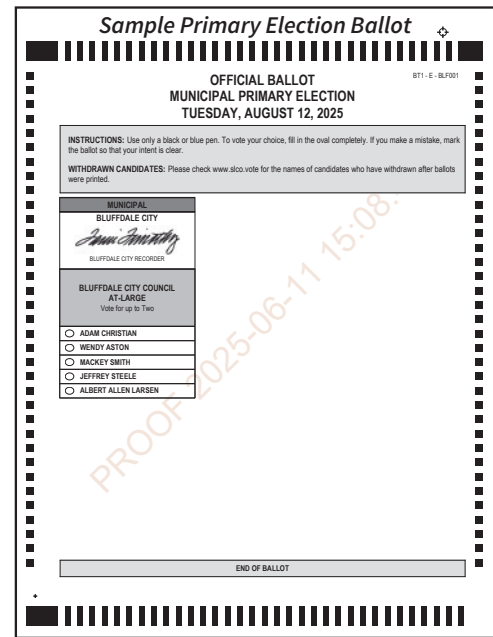 Sample Primary Election Ballot
BT1 - E - BLF001
OFFICIAL BALLOT
MUNICIPAL PRIMARY ELECTION
TUESDAY, AUGUST 12, 2025
INSTRUCTIONS: Use only a black or blue pen. To vote your choice, fill in the oval completely. If you make a mistake, mark
the ballot so that your intent is clear.
WITHDRAWN CANDIDATES: Please check www.slco.vote for the names of candidates who have withdrawn after ballots
were printed.
MUNICIPAL
BLUFFDALE CITY
BLUFFDALE CITY RECORDER
BLUFFDALE CITY COUNCIL
AT-LARGE
Vote for up to Two
ADAM CHRISTIAN
WENDY ASTON
MACKEY SMITH
JEFFREY STEELE
ALBERT ALLEN LARSEN
PROOF 2025-06-11 15:08:
END OF BALLOT